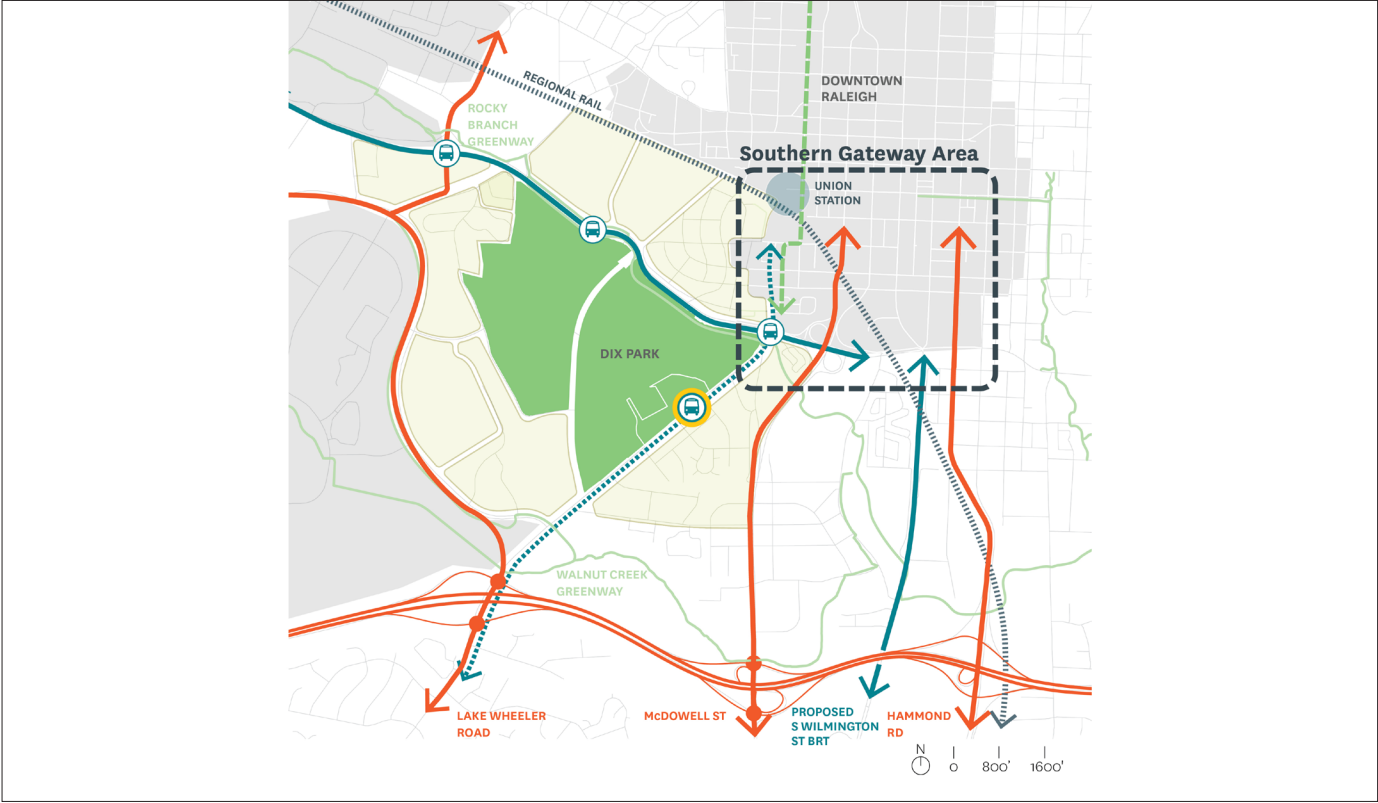 REGIONAL RAIL
DOWNTOWN
RALEIGH
ROCKY
BRANCH
GREENWAY
Southern Gateway Area
UNION
STATION
DIX PARK
WALNUT CREEK
GREENWAY
LAKE WHEELER
ROAD
McDOWELL ST
PROPOSED
S WILMINGTON
ST BRT
HAMMOND
RD
N
0 800' 1600'